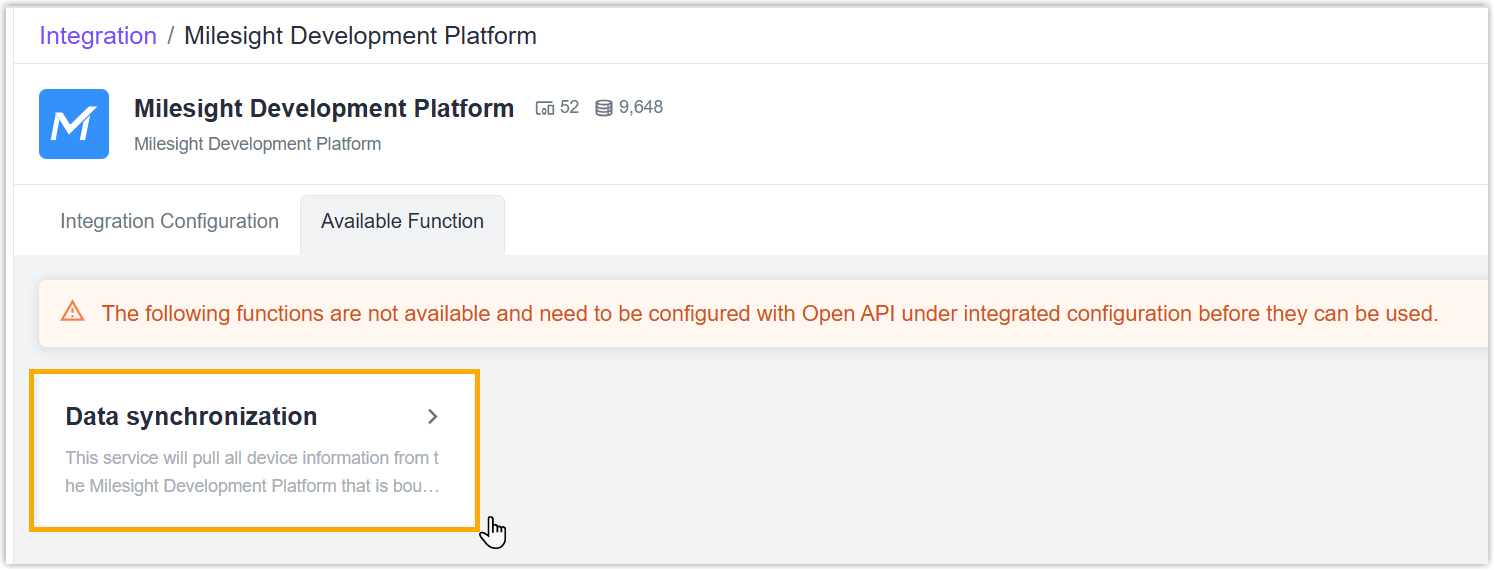 Integration / Milesight Development Platform
Milesight Development Platform 52 9,648
Milesight Development Platform
Integration Configuration Available Function
The following functions are not available and need to be configured with Open API under integrated configuration before they can be used.
Data synchronization
This service will pull all device information from t
he Milesight Development Platform that is bou…